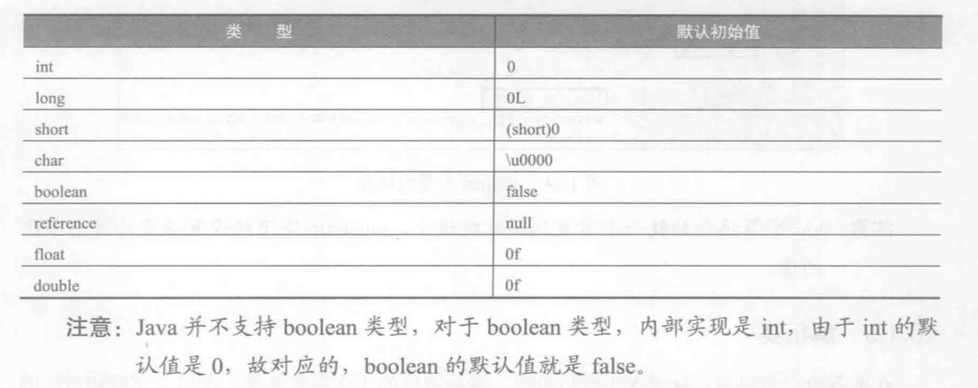 类 型 默认初始值
int 0
long 0L
short (short)0
char \u0000
boolean false
reference null
float 0f
double 0f
注意：Java 并不支持 boolean 类型，对于 boolean 类型，内部实现是 int，由于 int 的默
认值是 0，故对应的，boolean 的默认值就是 false。